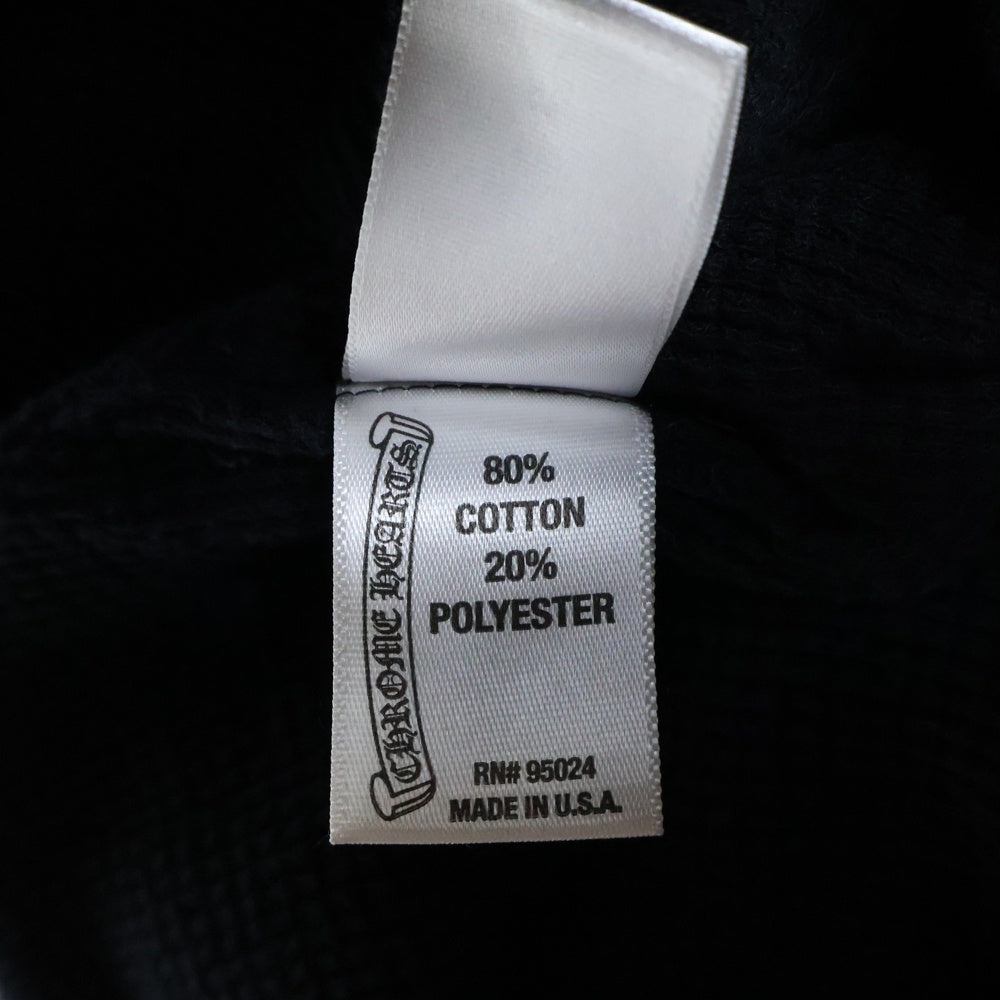 CHROME HEARTS
80%
COTTON
20%
POLYESTER
RN# 95024
MADE IN U.S.A.